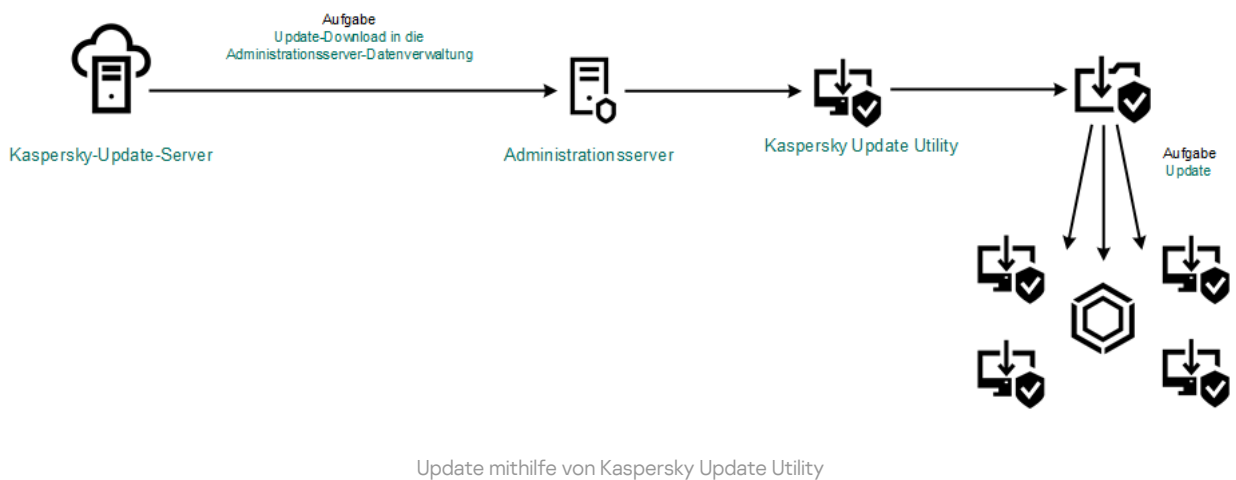 Aufgabe
Update-Download in die
Administrationsserver-Datenverwaltung
Kaspersky-Update-Server
Administrationsserver
Kaspersky Update Utility
Aufgabe
Update
Update mithilfe von Kaspersky Update Utility